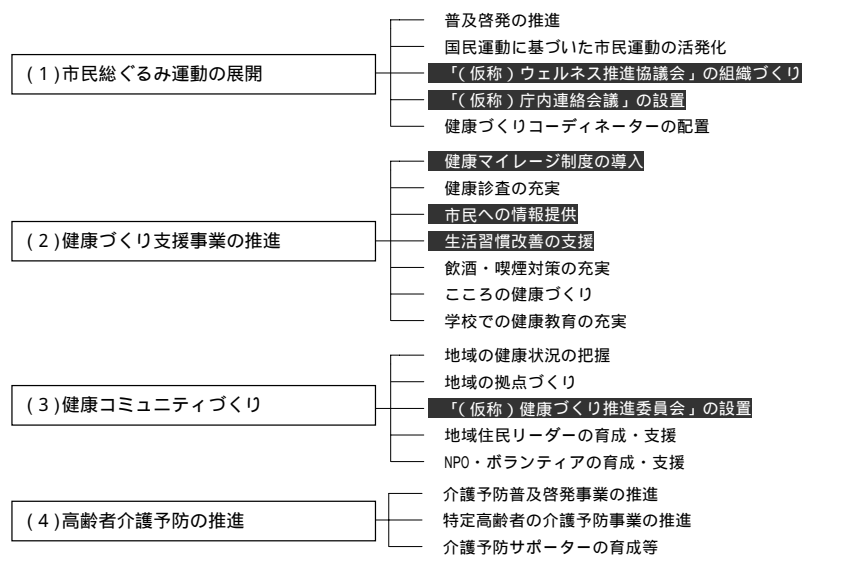 (1)市民総ぐるみ運動の展開
普及啓発の推進
国民運動に基づいた市民運動の活発化
「(仮称)ウェルネス推進協議会」の組織づくり
「(仮称)庁内連絡会議」の設置
健康づくりコーディネーターの配置
(2)健康づくり支援事業の推進
健康マイレージ制度の導入
健康診査の充実
市民への情報提供
生活習慣改善の支援
飲酒・喫煙対策の充実
こころの健康づくり
学校での健康教育の充実
(3)健康コミュニティづくり
地域の健康状況の把握
地域の拠点づくり
「(仮称)健康づくり推進委員会」の設置
地域住民リーダーの育成・支援
NPO・ボランティアの育成・支援
(4)高齢者介護予防の推進
介護予防普及啓発事業の推進
特定高齢者の介護予防事業の推進
介護予防サポーターの育成等